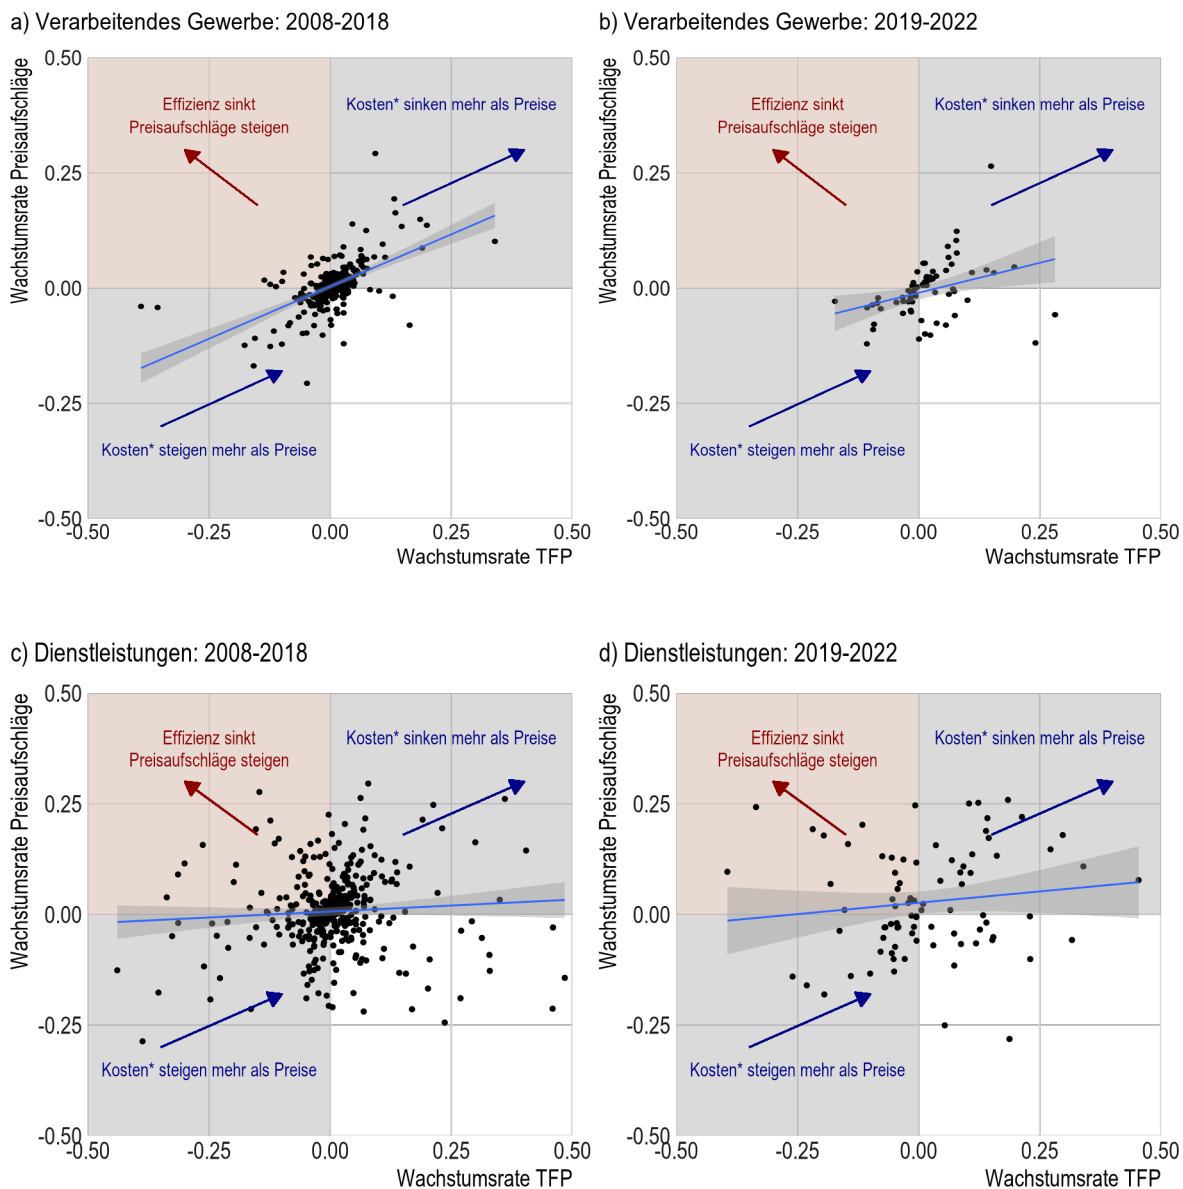 a) Verarbeitendes Gewerbe: 2008-2018
Wachstumsrate Preisaufschläge
0.50
0.25
0.00
-0.25
-0.50
Effizienz sinkt
Preisaufschläge steigen
Kosten* sinken mehr als Preise
Kosten* steigen mehr als Preise
-0.50
-0.25
0.00
0.25
0.50
Wachstumsrate TFP
b) Verarbeitendes Gewerbe: 2019-2022
Wachstumsrate Preisaufschläge
0.50
0.25
0.00
-0.25
-0.50
Effizienz sinkt
Preisaufschläge steigen
Kosten* sinken mehr als Preise
Kosten* steigen mehr als Preise
-0.50
-0.25
0.00
0.25
0.50
Wachstumsrate TFP
c) Dienstleistungen: 2008-2018
Wachstumsrate Preisaufschläge
0.50
0.25
0.00
-0.25
-0.50
Effizienz sinkt
Preisaufschläge steigen
Kosten* sinken mehr als Preise
Kosten* steigen mehr als Preise
-0.50
-0.25
0.00
0.25
0.50
Wachstumsrate TFP
d) Dienstleistungen: 2019-2022
Wachstumsrate Preisaufschläge
0.50
0.25
0.00
-0.25
-0.50
Effizienz sinkt
Preisaufschläge steigen
Kosten* sinken mehr als Preise
Kosten* steigen mehr als Preise
-0.50
-0.25
0.00
0.25
0.50
Wachstumsrate TFP